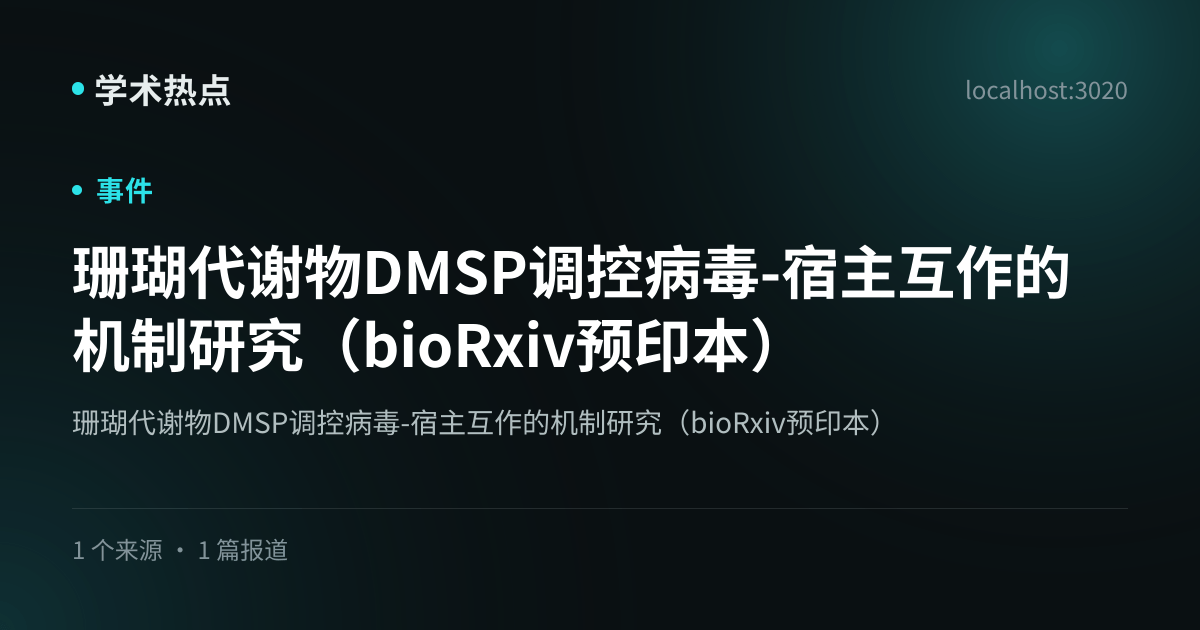 学术热点
localhost:3020
事件
珊瑚代谢物DMSP调控病毒-宿主互作的
机制研究（bioRxiv预印本）
珊瑚代谢物DMSP调控病毒-宿主互作的机制研究（bioRxiv预印本）
1 个来源 · 1 篇报道